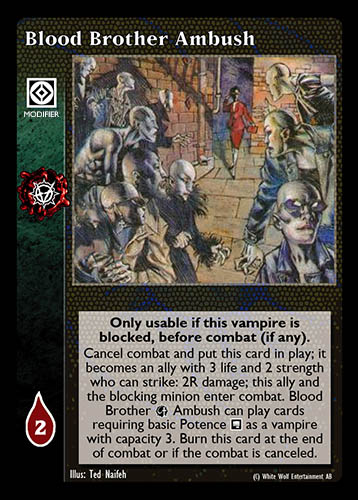 Blood Brother Ambush
MODIFIER
Only usable if this vampire is
blocked, before combat (if any).
Cancel combat and put this card in play; it
becomes an ally with 3 life and 2 strength
who can strike: 2R damage; this ally and
the blocking minion enter combat. Blood
Brother Ambush can play cards
requiring basic Potence as a vampire
with capacity 3. Burn this card at the end
of combat or if the combat is canceled.
2
Illus: Ted Naifeh
(C) White Wolf Entertainment AB